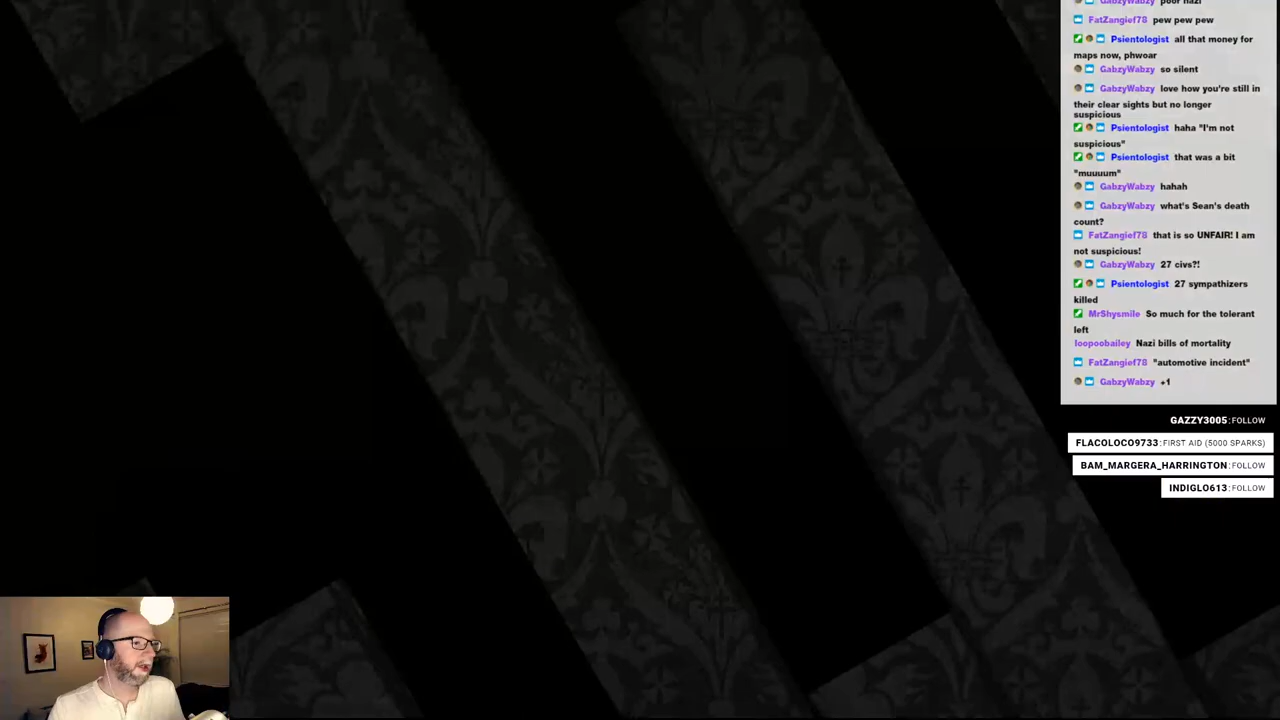 GabzyWabzy poor nazi
FatZangief78 pew pew pew
Psientologist all that money for
maps now, phwoar
GabzyWabzy so silent
GabzyWabzy love how you're still in
their clear sights but no longer
suspicious
Psientologist haha "I'm not
suspicious"
Psientologist that was a bit
"muuuum"
GabzyWabzy hahah
GabzyWabzy what's Sean's death
count?
FatZangief78 that is so UNFAIR! I am
not suspicious!
GabzyWabzy 27 civs?!
Psientologist 27 sympathizers
killed
MrShysmile So much for the tolerant
left
loopoobailey Nazi bills of mortality
FatZangief78 "automotive incident"
GabzyWabzy +1
GAZZY3005: FOLLOW
FLACOLOCO9733: FIRST AID (5000 SPARKS)
BAM_MARGERA_HARRINGTON: FOLLOW
INDIGLO613: FOLLOW